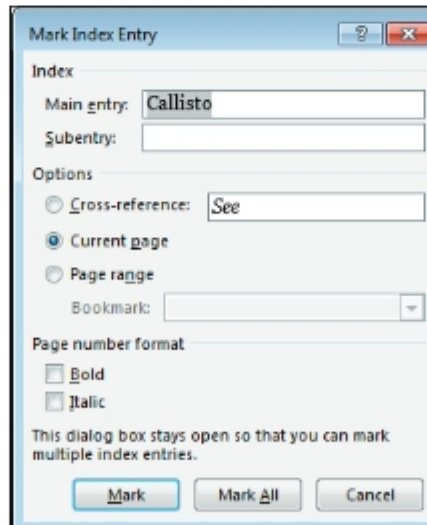 Mark Index Entry
Index
Main entry: Callisto
Subentry:
Options
Cross-reference: See
Current page
Page range
Bookmark:
Page number format
Bold
Italic
This dialog box stays open so that you can mark
multiple index entries.
Mark Mark All Cancel